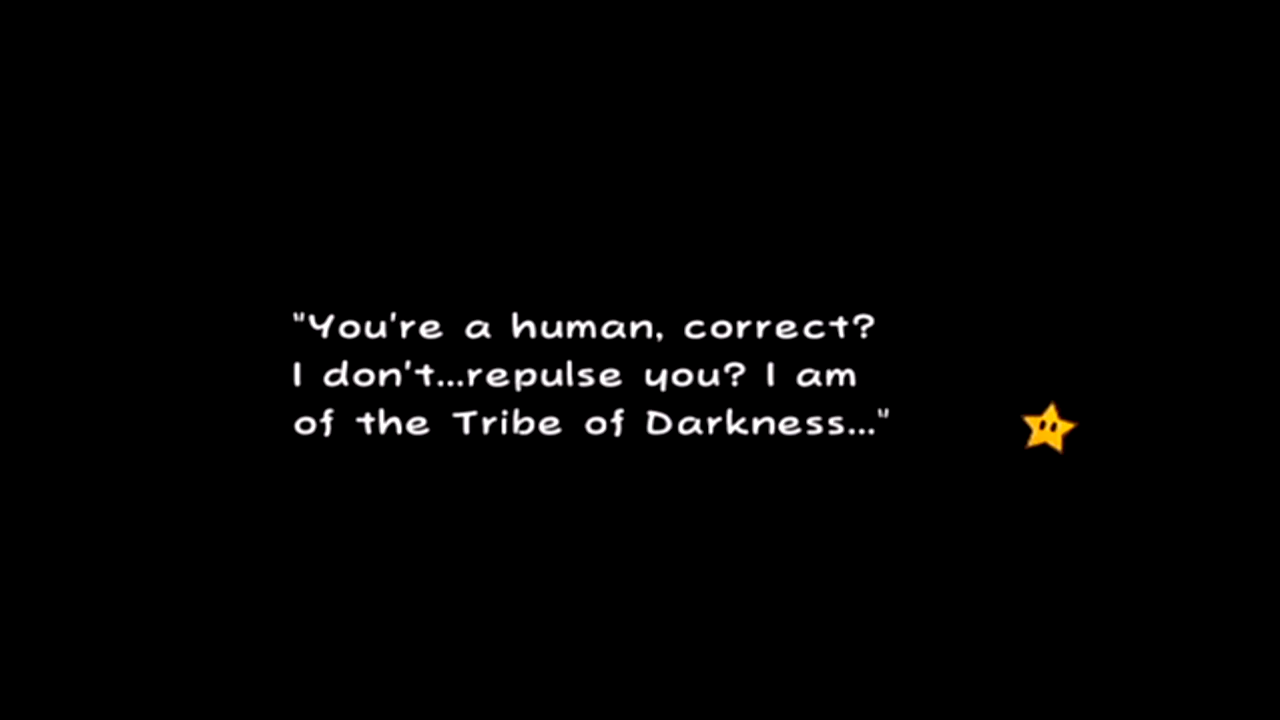 "You're a human, correct?
I don't...repulse you? I am
of the Tribe of Darkness..."